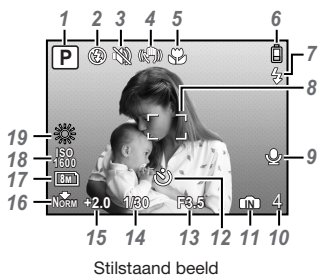 1 2 3 4 5 6
P
7
8
19
18 ISO 1600
9
17 8M
16 NORM +2.0 1/30 F3.5 IN 4
15 14 13 12 11 10
Stilstaand beeld